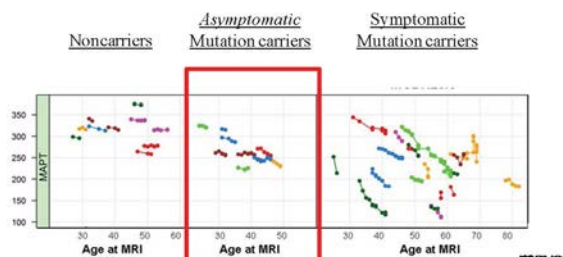 Noncarriers
Asymptomatic
Mutation carriers
Symptomatic
Mutation carriers
MAPT
350
300
250
200
150
100
30 40 50 60
Age at MRI
30 40 50
Age at MRI
30 40 50 60 70 80
Age at MRI